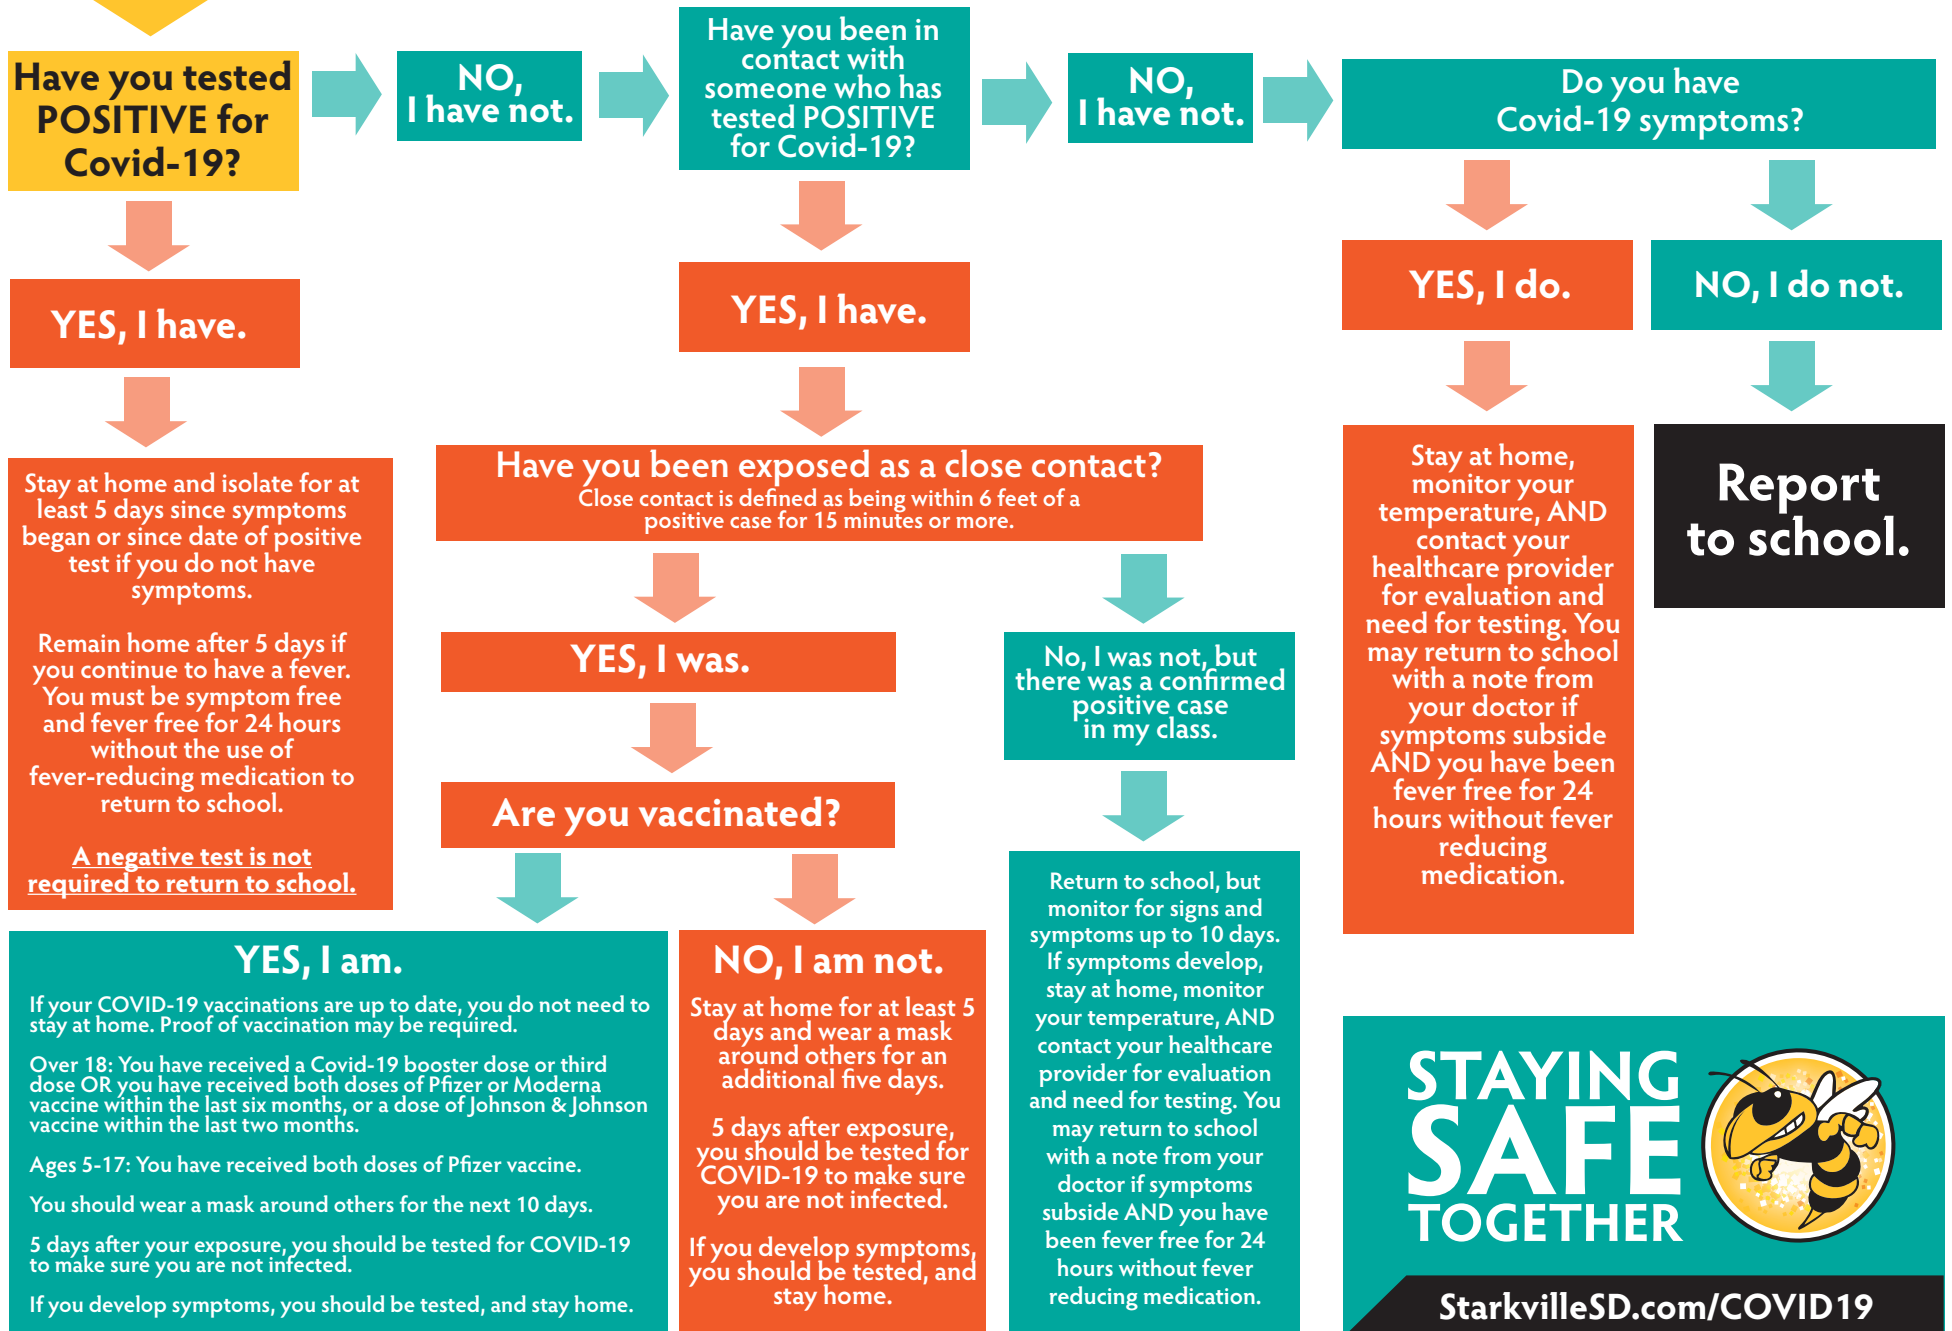 Have you tested
POSITIVE for
Covid-19?
NO,
I have not.
Have you been in
contact with
someone who has
tested POSITIVE
for Covid-19?
NO,
I have not.
Do you have
Covid-19 symptoms?
YES, I have.
YES, I have.
YES, I do.
NO, I do not.
Stay at home and isolate for at
least 5 days since symptoms
began or since date of positive
test if you do not have
symptoms.
Remain home after 5 days if
you continue to have a fever.
You must be symptom free
and fever free for 24 hours
without the use of
fever-reducing medication to
return to school.
A negative test is not
required to return to school.
Have you been exposed as a close contact?
Close contact is defined as being within 6 feet of a
positive case for 15 minutes or more.
YES, I was.
No, I was not, but
there was a confirmed
positive case
in my class.
Are you vaccinated?
YES, I am.
If your COVID-19 vaccinations are up to date, you do not need to
stay at home. Proof of vaccination may be required.
Over 18: You have received a Covid-19 booster dose or third
dose OR you have received both doses of Pfizer or Moderna
vaccine within the last six months, or a dose of Johnson & Johnson
vaccine within the last two months.
Ages 5-17: You have received both doses of Pfizer vaccine.
You should wear a mask around others for the next 10 days.
5 days after your exposure, you should be tested for COVID-19
to make sure you are not infected.
If you develop symptoms, you should be tested, and stay home.
NO, I am not.
Stay at home for at least 5
days and wear a mask
around others for an
additional five days.
5 days after exposure,
you should be tested for
COVID-19 to make sure
you are not infected.
If you develop symptoms,
you should be tested, and
stay home.
Return to school, but
monitor for signs and
symptoms up to 10 days.
If symptoms develop,
stay at home, monitor
your temperature, AND
contact your healthcare
provider for evaluation
and need for testing. You
may return to school
with a note from your
doctor if symptoms
subside AND you have
been fever free for 24
hours without fever
reducing medication.
Stay at home,
monitor your
temperature, AND
contact your
healthcare provider
for evaluation and
need for testing. You
may return to school
with a note from
your doctor if
symptoms subside
AND you have been
fever free for 24
hours without fever
reducing
medication.
Report
to school.
STAYING
SAFE
TOGETHER
StarkvilleSD.com/COVID19